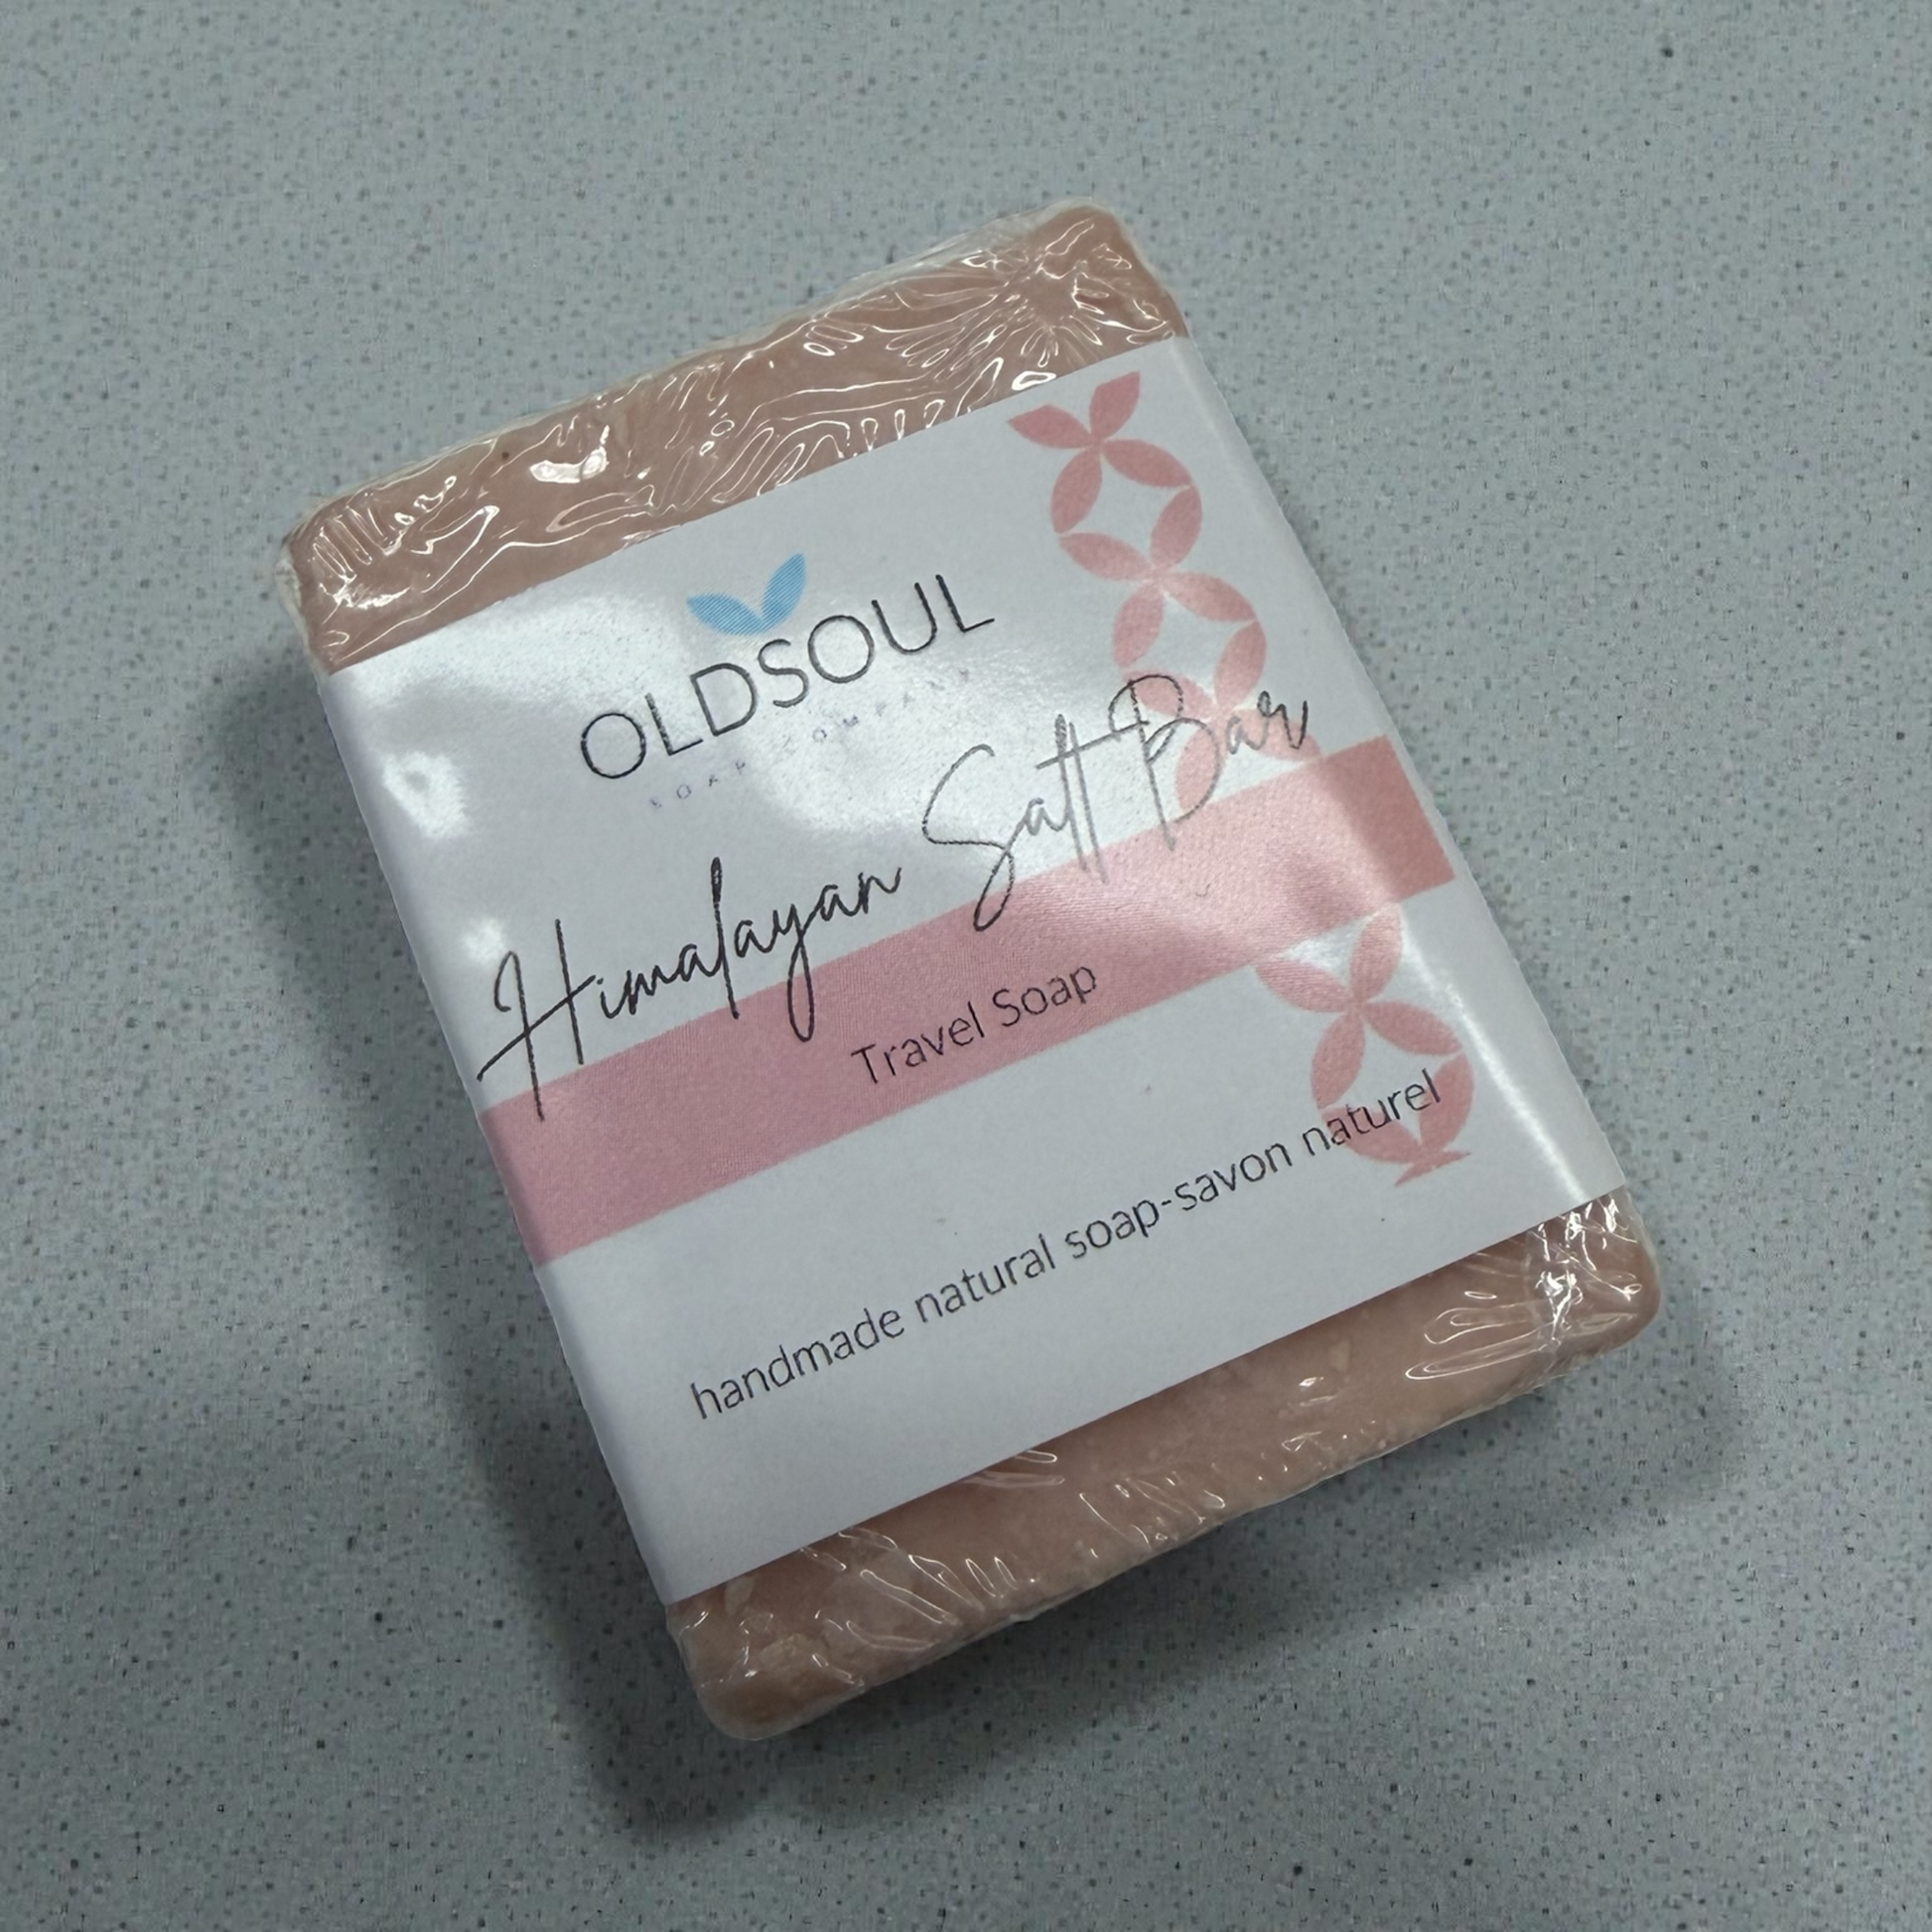 OLDSOUL
SOAP COMPANY
Himalayan Salt Bar
Travel Soap
handmade natural soap-savon naturel